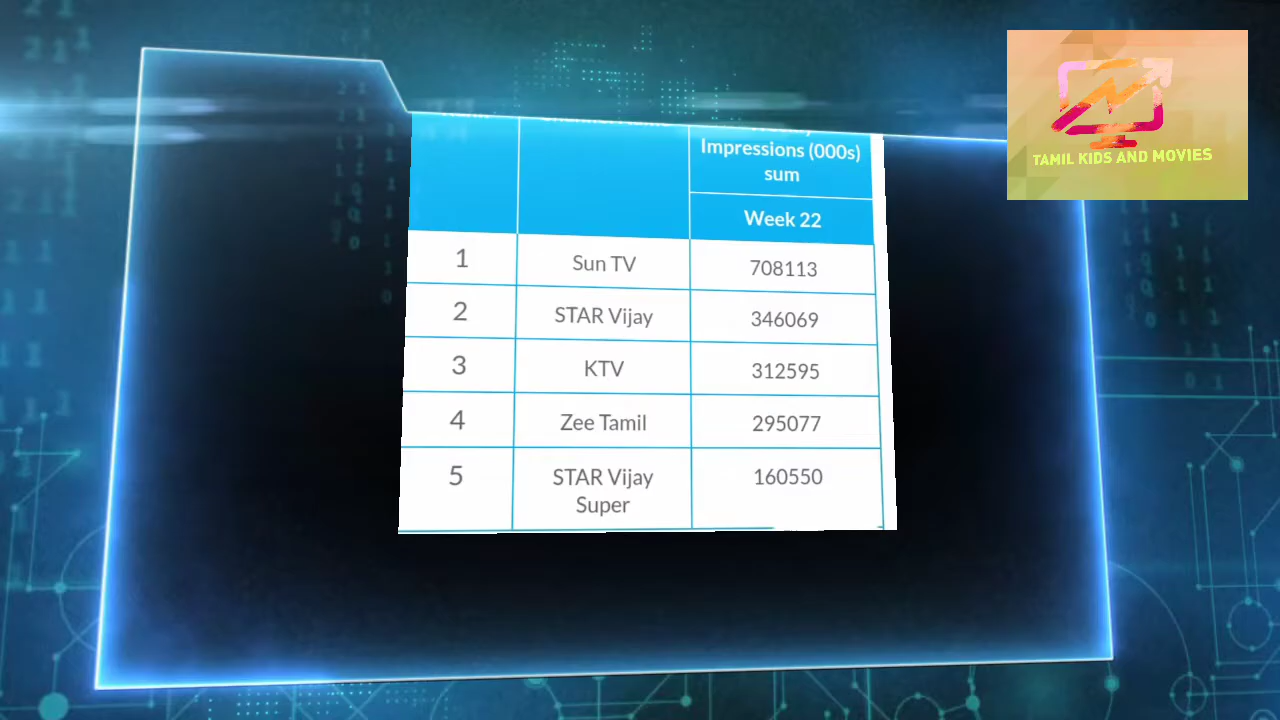 TAMIL KIDS AND MOVIES
Impressions (000s)
sum
Week 22
1 Sun TV 708113
2 STAR Vijay 346069
3 KTV 312595
4 Zee Tamil 295077
5 STAR Vijay 160550
Super